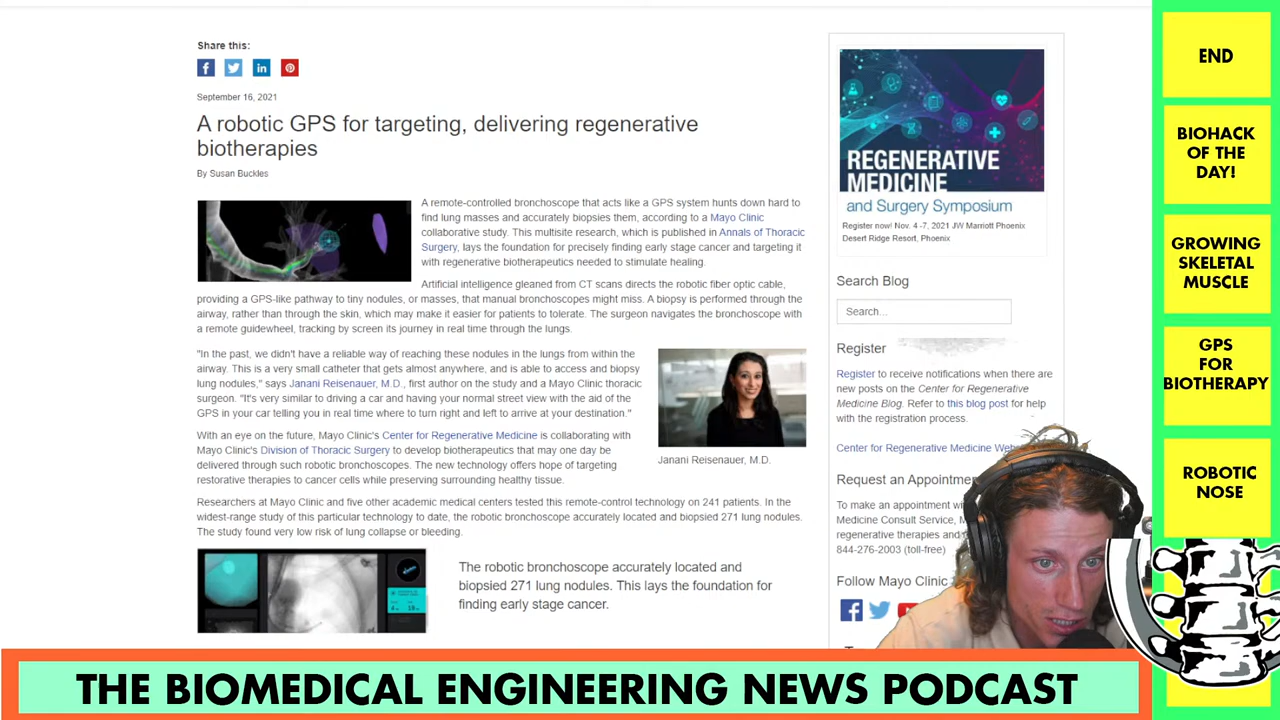 Share this:
September 16, 2021
A robotic GPS for targeting, delivering regenerative
biotherapies
By Susan Buckles
A remote-controlled bronchoscope that acts like a GPS system hunts down hard to
find lung masses and accurately biopsies them, according to a Mayo Clinic
collaborative study. This multisite research, which is published in Annals of Thoracic
Surgery, lays the foundation for precisely finding early stage cancer and targeting it
with regenerative biotherapeutics needed to stimulate healing.
Artificial intelligence gleaned from CT scans directs the robotic fiber optic cable,
providing a GPS-like pathway to tiny nodules, or masses, that manual bronchoscopes might miss. A biopsy is performed through the
airway, rather than through the skin, which may make it easier for patients to tolerate. The surgeon navigates the bronchoscope with
a remote guidewheel, tracking by screen its journey in real time through the lungs.
"In the past, we didn't have a reliable way of reaching these nodules in the lungs from within the
airway. This is a very small catheter that gets almost anywhere, and is able to access and biopsy
lung nodules," says Janani Reisenauer, M.D., first author on the study and a Mayo Clinic thoracic
surgeon. "It's very similar to driving a car and having your normal street view with the aid of the
GPS in your car telling you in real time where to turn right and left to arrive at your destination."
Janani Reisenauer, M.D.
With an eye on the future, Mayo Clinic's Center for Regenerative Medicine is collaborating with
Mayo Clinic's Division of Thoracic Surgery to develop biotherapeutics that may one day be
delivered through such robotic bronchoscopes. The new technology offers hope of targeting
restorative therapies to cancer cells while preserving surrounding healthy tissue.
Researchers at Mayo Clinic and five other academic medical centers tested this remote-control technology on 241 patients. In the
widest-range study of this particular technology to date, the robotic bronchoscope accurately located and biopsied 271 lung nodules.
The study found very low risk of lung collapse or bleeding.
The robotic bronchoscope accurately located and
biopsied 271 lung nodules. This lays the foundation for
finding early stage cancer.
REGENERATIVE
MEDICINE
and Surgery Symposium
Register now! Nov. 4 -7, 2021 JW Marriott Phoenix
Desert Ridge Resort, Phoenix
Search Blog
Search...
Register
Register to receive notifications when there are
new posts on the Center for Regenerative
Medicine Blog. Refer to this blog post for help
with the registration process.
Center for Regenerative Medicine
Request an Appointme
To make an appointment
Medicine Consult Service,
regenerative therapies and
844-276-2003 (toll-free)
Follow Mayo Clinic
END
BIOHACK
OF THE
DAY!
GROWING
SKELETAL
MUSCLE
GPS
FOR
BIOTHERAPY
ROBOTIC
NOSE
THE BIOMEDICAL ENGINEERING NEWS PODCAST